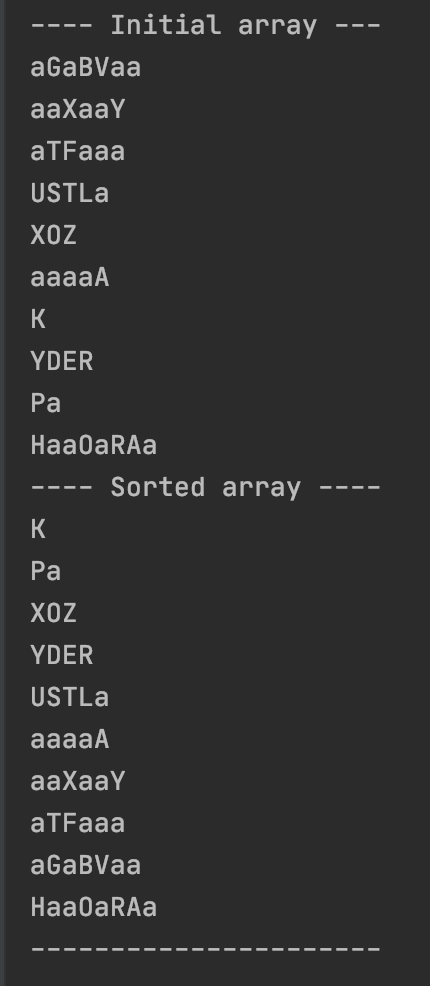 ---- Initial array ---
aGaBVaa
aaXaaY
aTFaaa
USTLa
XOZ
aaaaA
K
YDER
Pa
HaaOaRAa
---- Sorted array ----
K
Pa
XOZ
YDER
USTLa
aaaaA
aaXaaY
aTFaaa
aGaBVaa
HaaOaRAa
----------------------